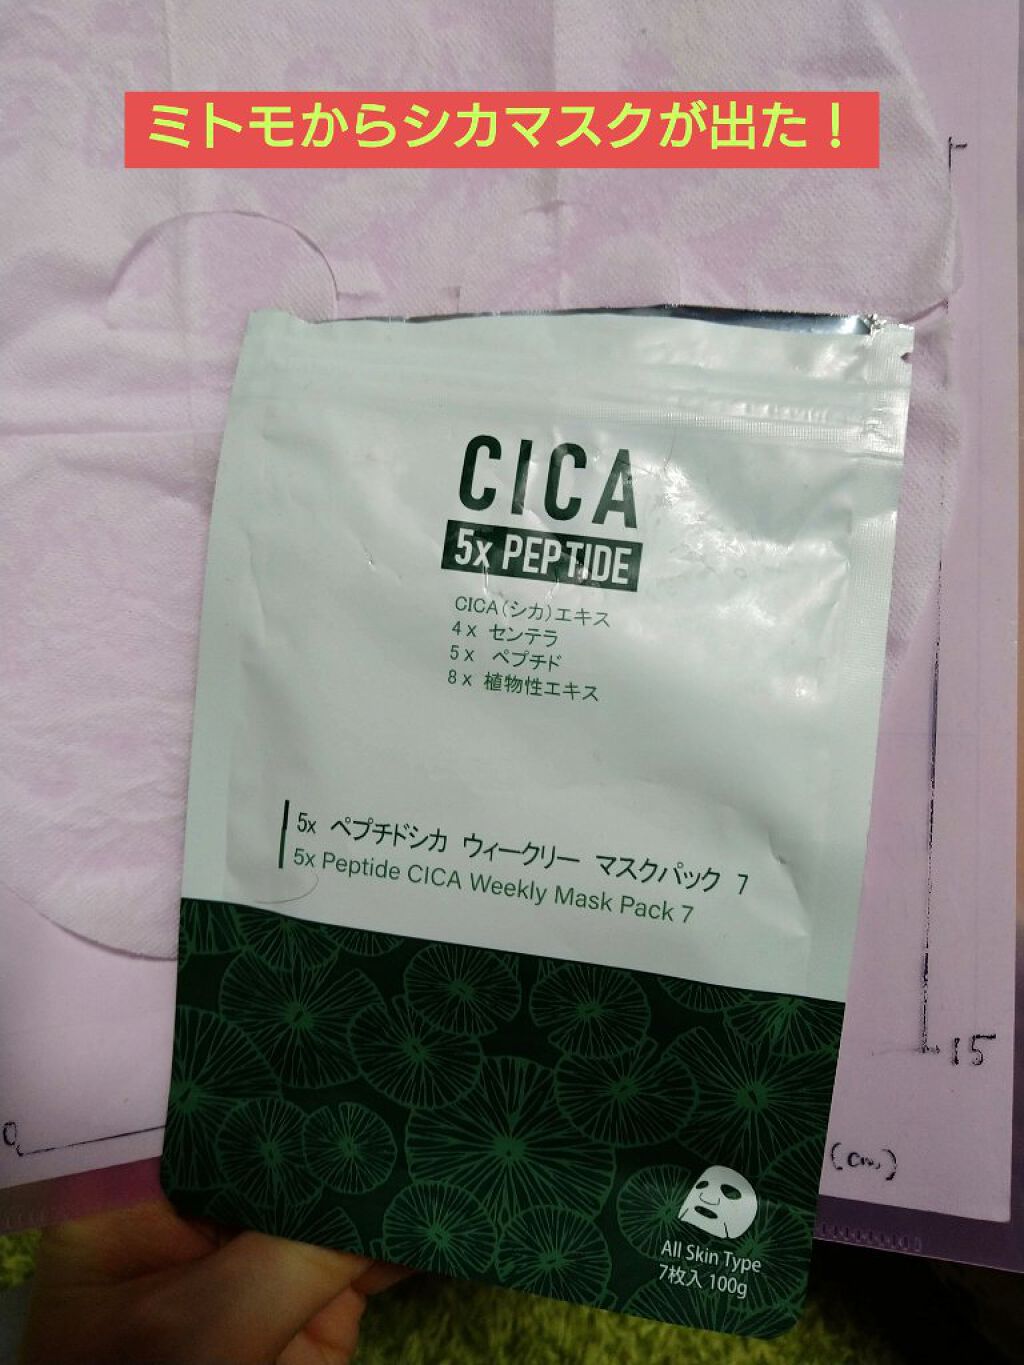 ミトモからシカマスクが出た！
CICA
5x PEPTIDE
CICA(シカ)エキス
4x センテラ
5x ペプチド
8x 植物性エキス
5x ペプチドシカ ウィークリー マスクパック 7
5x Peptide CICA Weekly Mask Pack 7
15
0
(cm)
All Skin Type
7枚入 100g